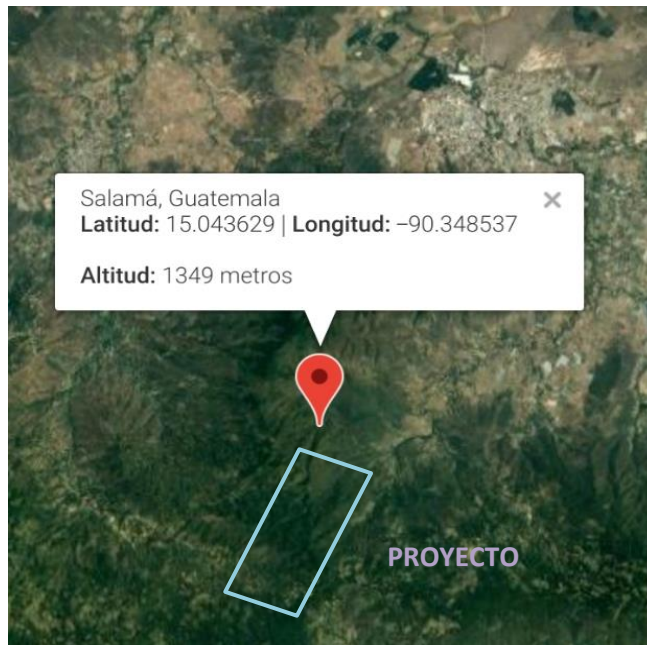 Salamá, Guatemala
Latitud: 15.043629 | Longitud: –90.348537
Altitud: 1349 metros
PROYECTO